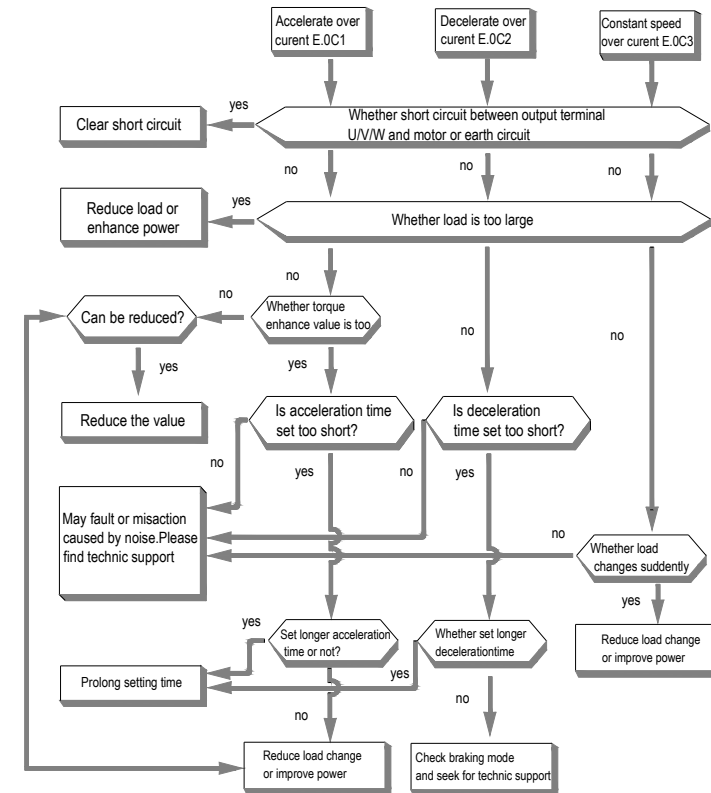 Accelerate over
curent E.0C1
Decelerate over
curent E.0C2
Constant speed
over curent E.0C3
yes
Clear short circuit
Whether short circuit between output terminal
U/V/W and motor or earth circuit
no
no
no
Reduce load or
enhance power
yes
Whether load is too large
no
no
Can be reduced?
Whether torque
enhance value is too
no
no
yes
yes
Reduce the value
Is acceleration time
set too short?
Is deceleration
time set too short?
no
yes
no
yes
May fault or misaction
caused by noise.Please
find technic support
no
Whether load
changes suddently
yes
yes
Set longer acceleration
time or not?
Whether set longer
decelerationtime
Reduce load change
or improve power
Prolong setting time
yes
no
no
Reduce load change
or improve power
Check braking mode
and seek for technic support